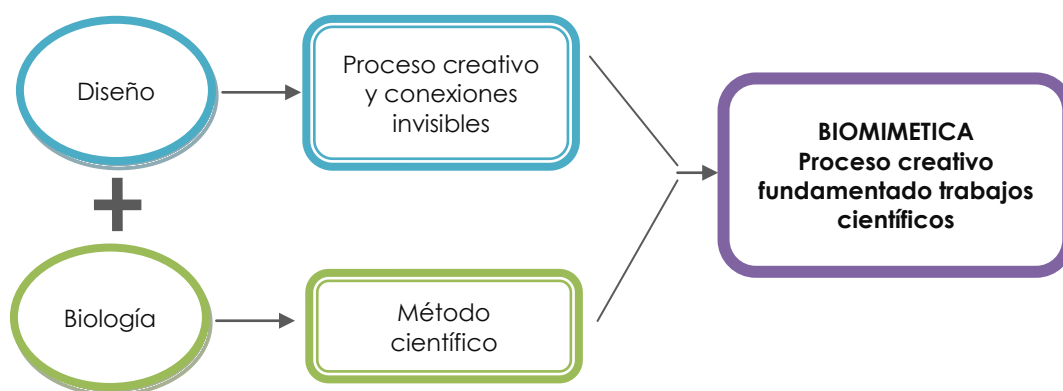 Diseño
Proceso creativo
y conexiones
invisibles
BIOMIMETICA
Proceso creativo
fundamentado trabajos
científicos
Biología
Método
científico